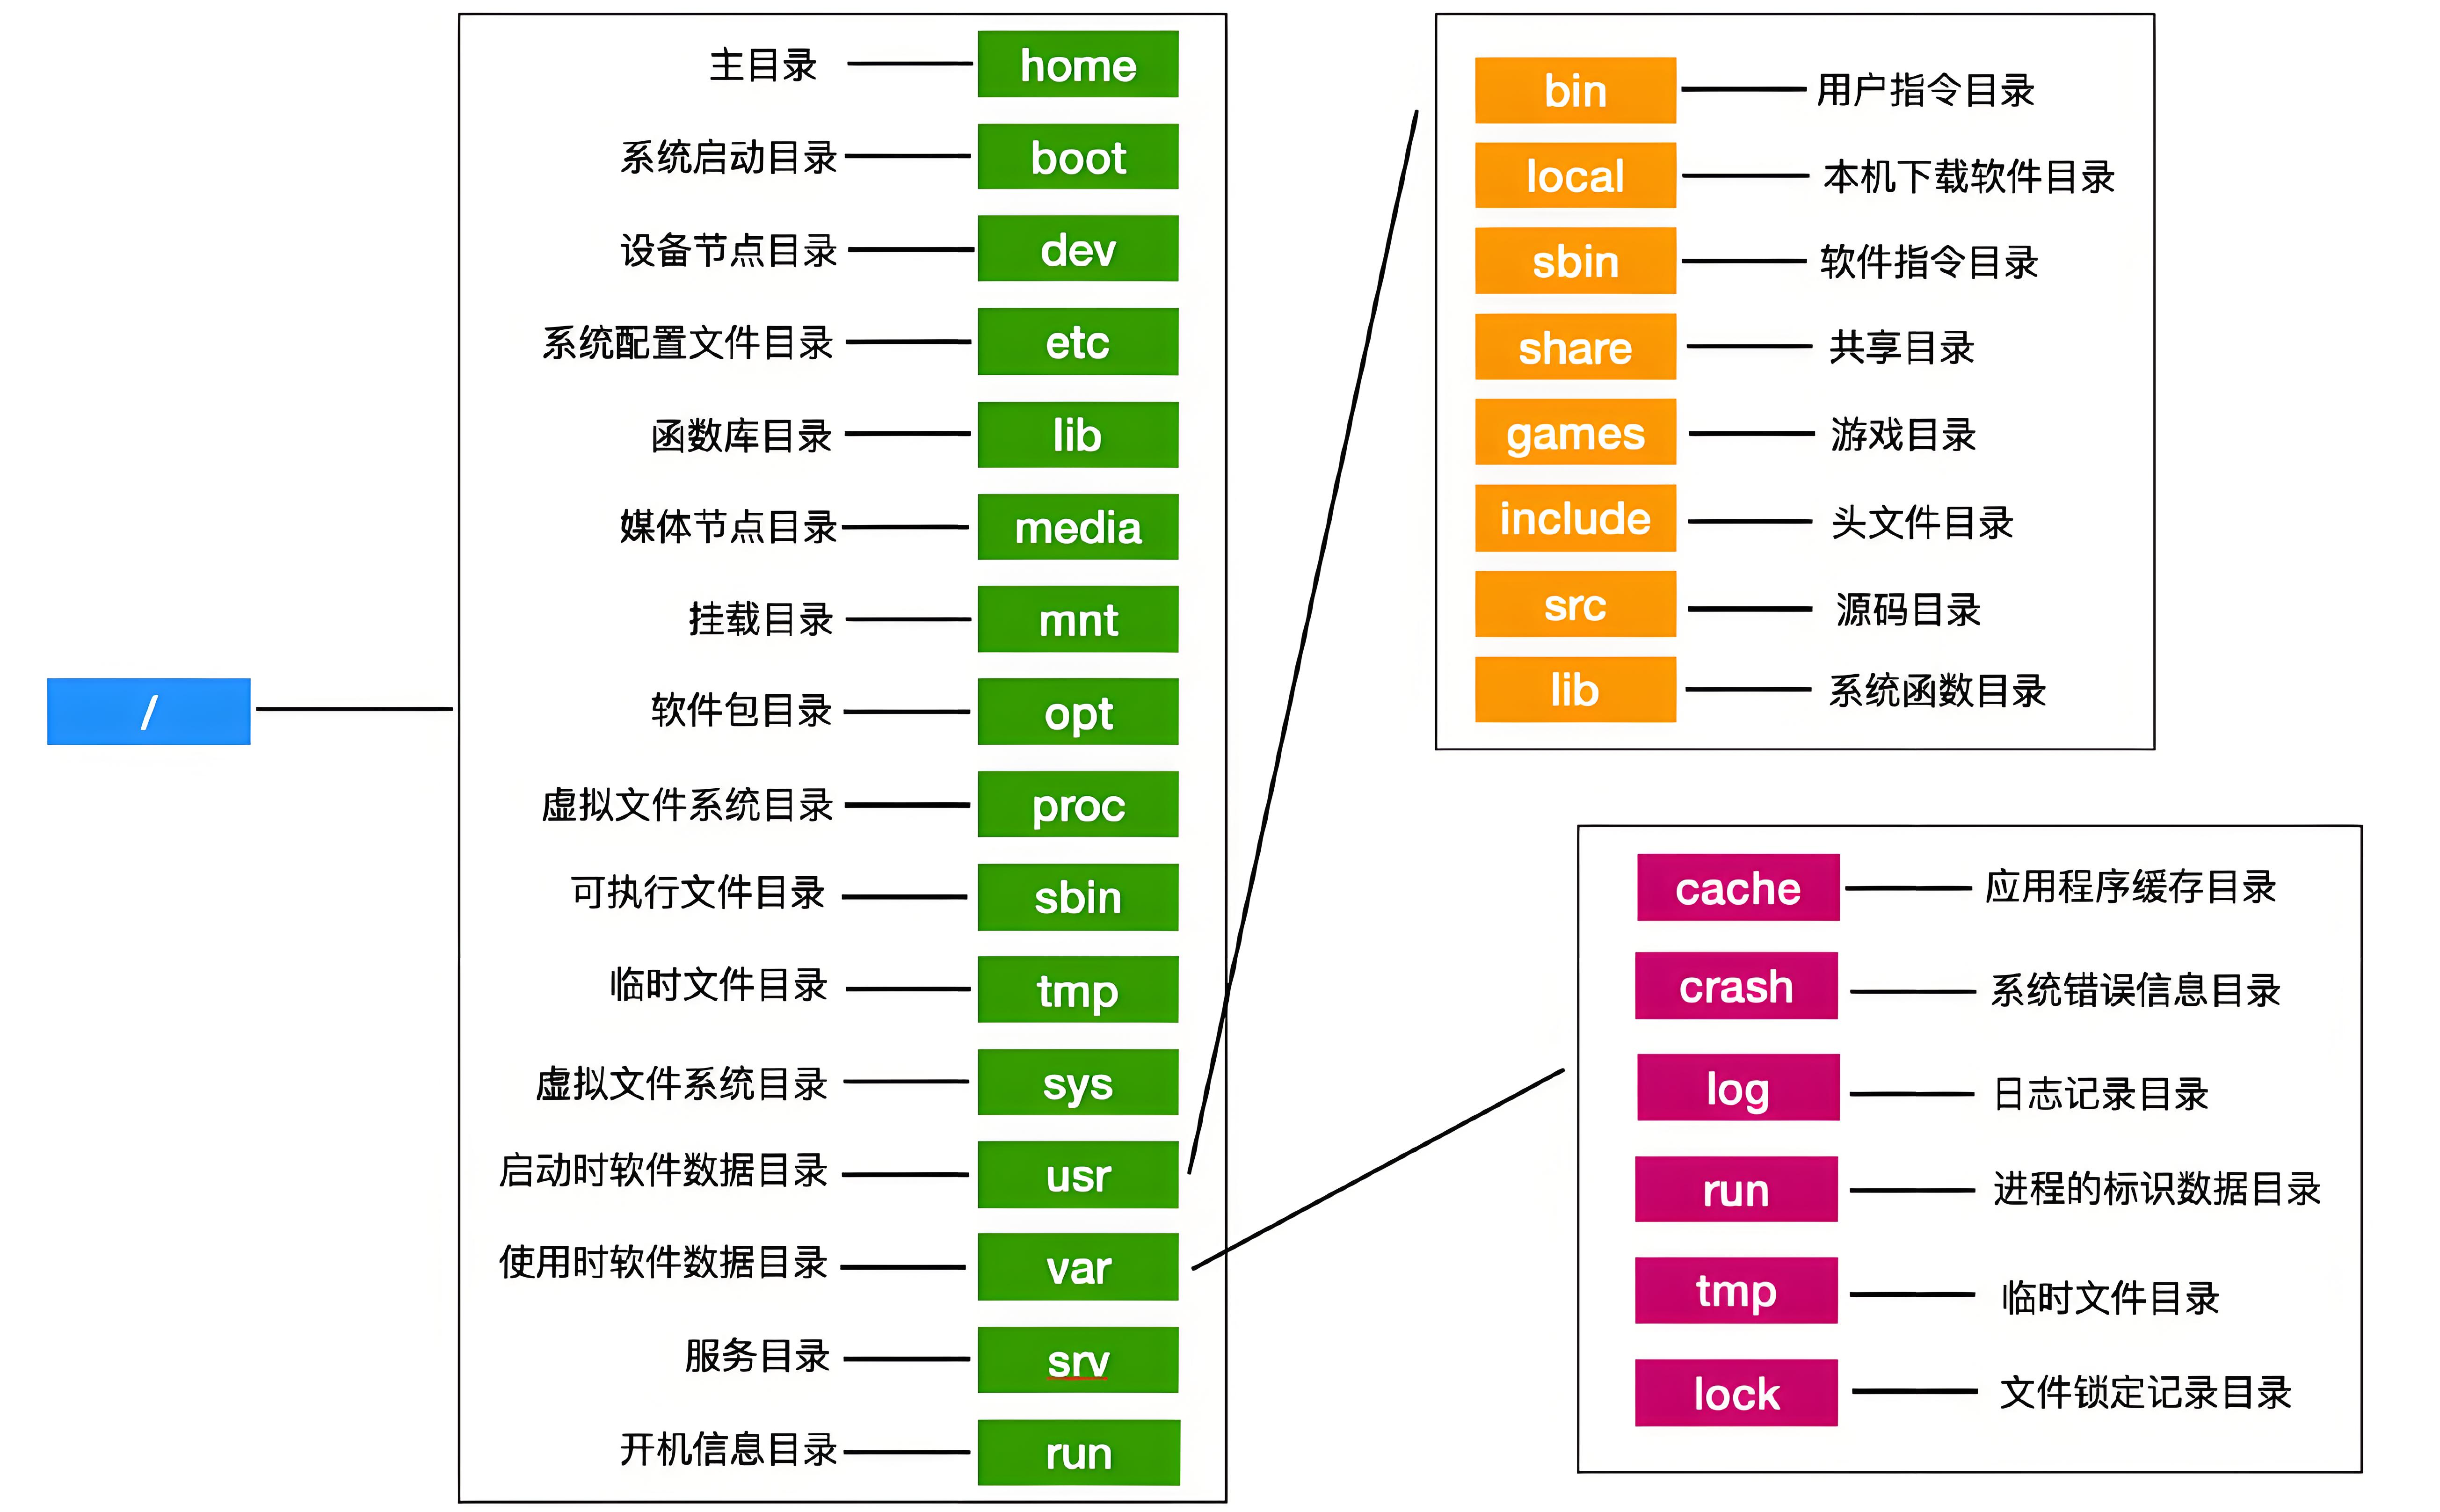 /
主目录 home
系统启动目录 boot
设备节点目录 dev
系统配置文件目录 etc
函数库目录 lib
媒体节点目录 media
挂载目录 mnt
软件包目录 opt
虚拟文件系统目录 proc
可执行文件目录 sbin
临时文件目录 tmp
虚拟文件系统目录 sys
启动时软件数据目录 usr
使用时软件数据目录 var
服务目录 srv
开机信息目录 run
bin 用户指令目录
local 本机下载软件目录
sbin 软件指令目录
share 共享目录
games 游戏目录
include 头文件目录
src 源码目录
lib 系统函数目录
cache 应用程序缓存目录
crash 系统错误信息目录
log 日志记录目录
run 进程的标识数据目录
tmp 临时文件目录
lock 文件锁定记录目录